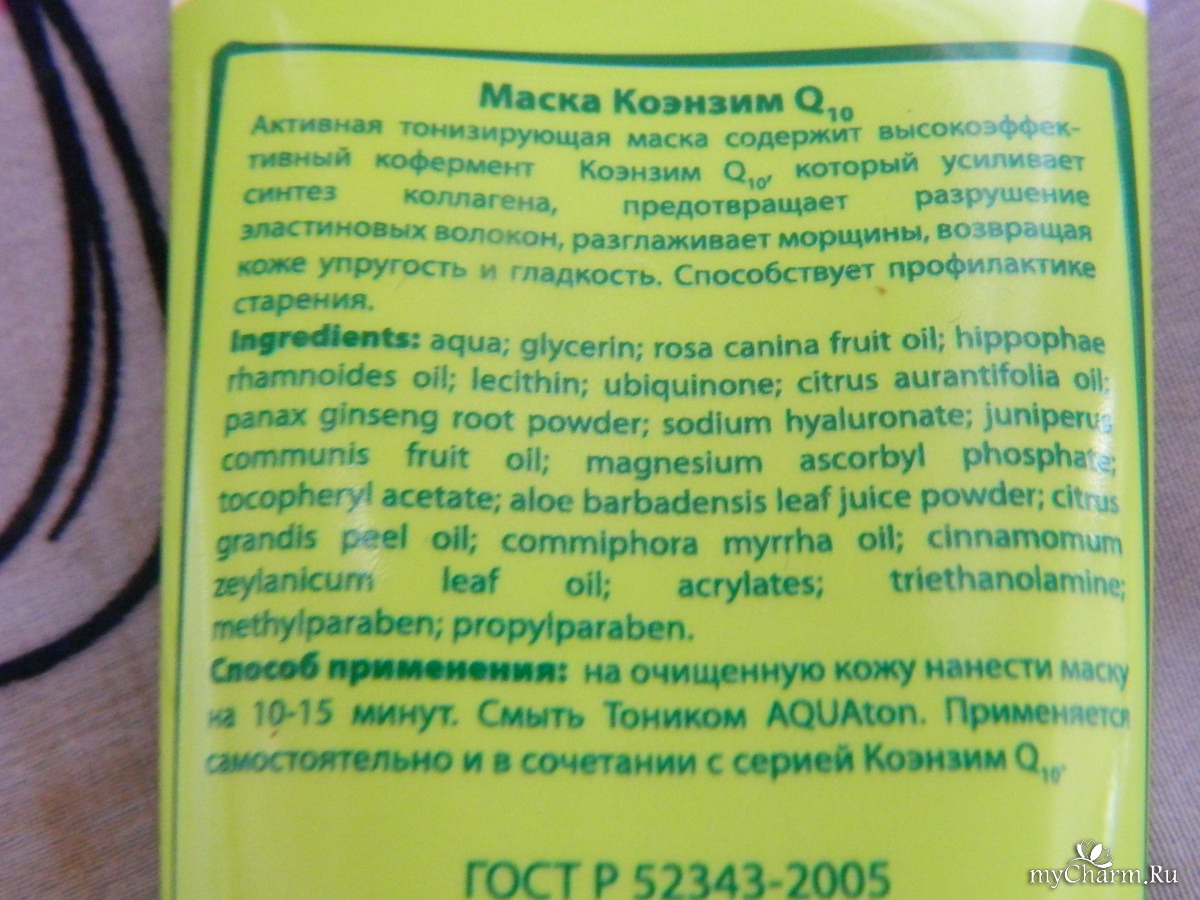 Маска Коэнзим Q10
Активная тонизирующая маска содержит высокоэффек-
тивный кофермент Коэнзим Q10, который усиливает
синтез коллагена, предотвращает разрушение
эластиновых волокон, разглаживает морщины, возвращая
коже упругость и гладкость. Способствует профилактике
старения.
Ingredients: aqua; glycerin; rosa canina fruit oil; hippophae
rhamnoides oil; lecithin; ubiquinone; citrus aurantifolia oil;
panax ginseng root powder; sodium hyaluronate; juniperus
communis fruit oil; magnesium ascorbyl phosphate;
tocopheryl acetate; aloe barbadensis leaf juice powder; citrus
grandis peel oil; commiphora myrrha oil; cinnamomum
zeylanicum leaf oil; acrylates; triethanolamine;
methylparaben; propylparaben.
Способ применения: на очищенную кожу нанести маску
на 10-15 минут. Смыть Тоником AQUAton. Применяется
самостоятельно и в сочетании с серией Коэнзим Q10.
ГОСТ Р 52343-2005
myCharm.Ru